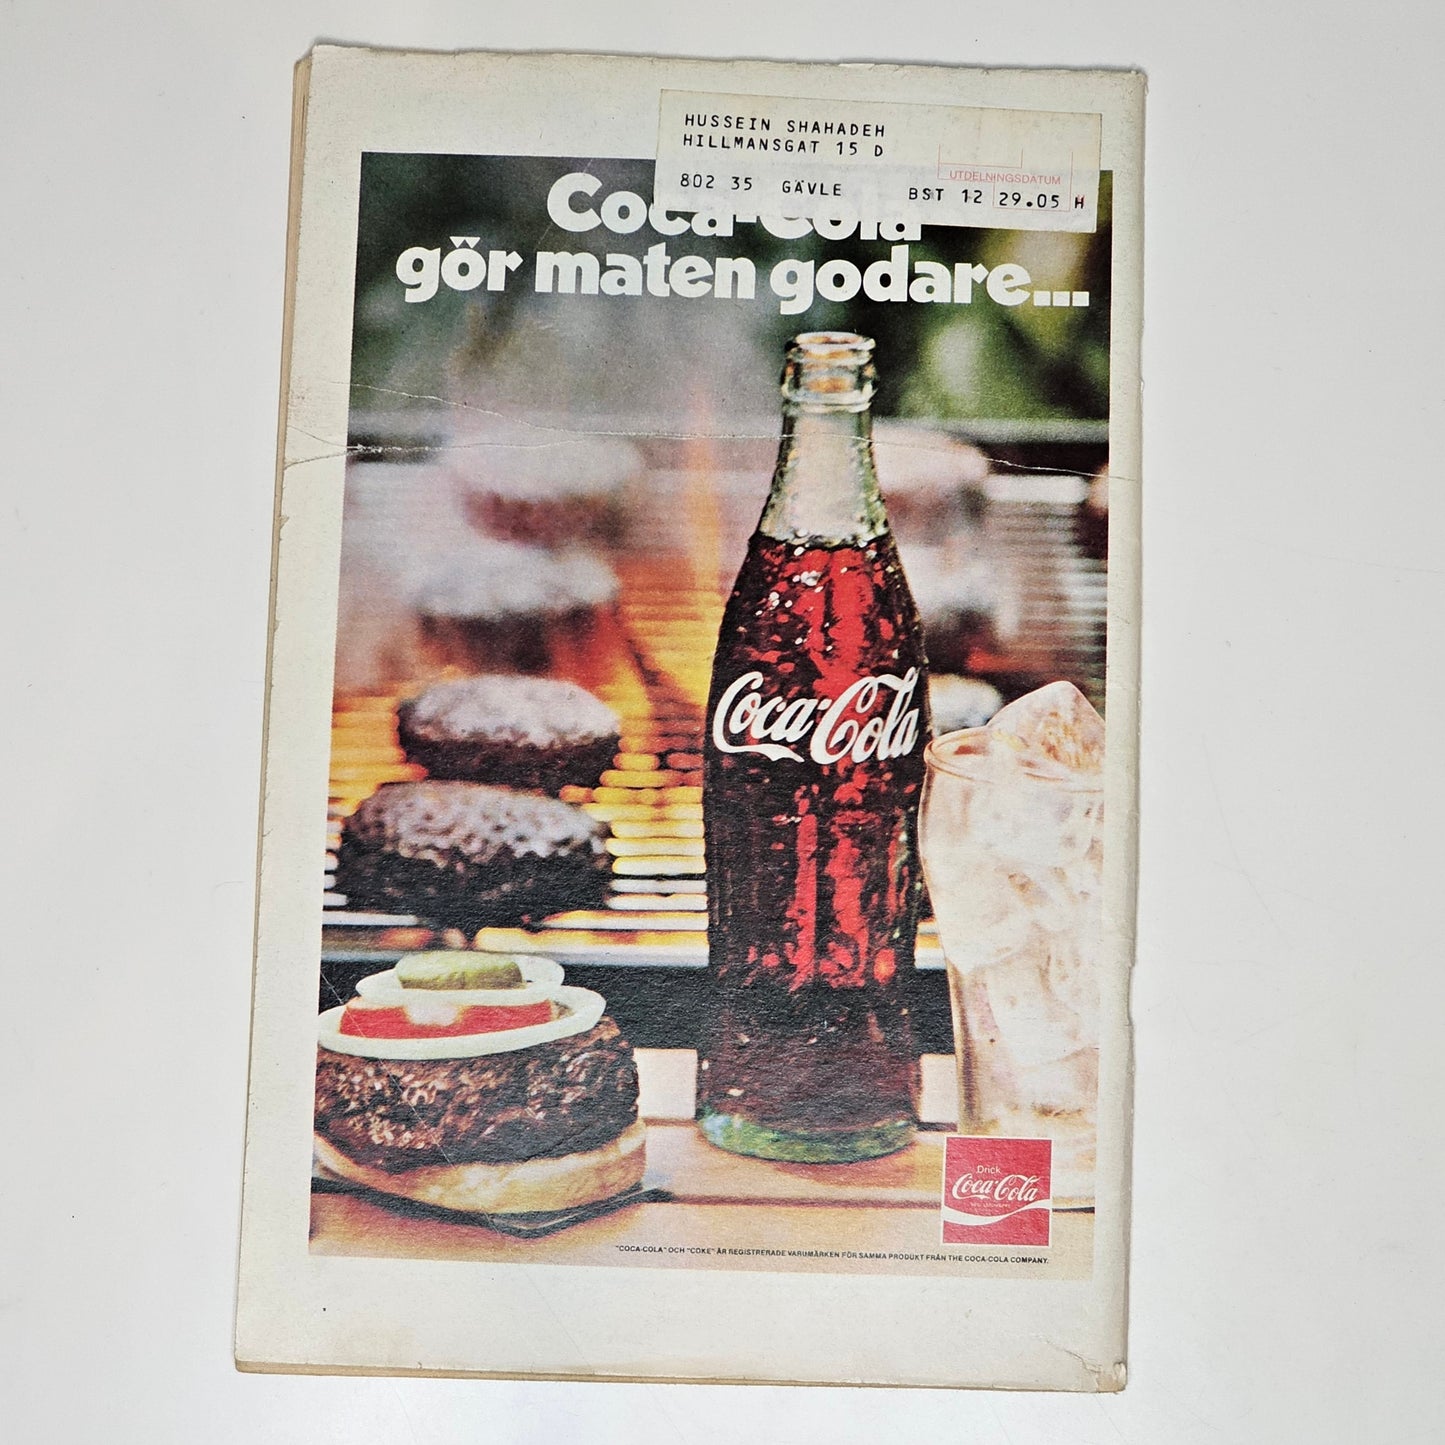 HUSSEIN SHAHADEH
HILLMANSGAT 15 D
UTDELNINGSDATUM
802 35 GÄVLE BST 12 29.05 H
Coca-Cola
gör maten godare...
Coca-Cola
Drick
Coca-Cola
"COCA-COLA" OCH "COKE" ÄR REGISTRERADE VARUMÄRKEN FÖR SAMMA PRODUKT FRÅN THE COCA-COLA COMPANY.